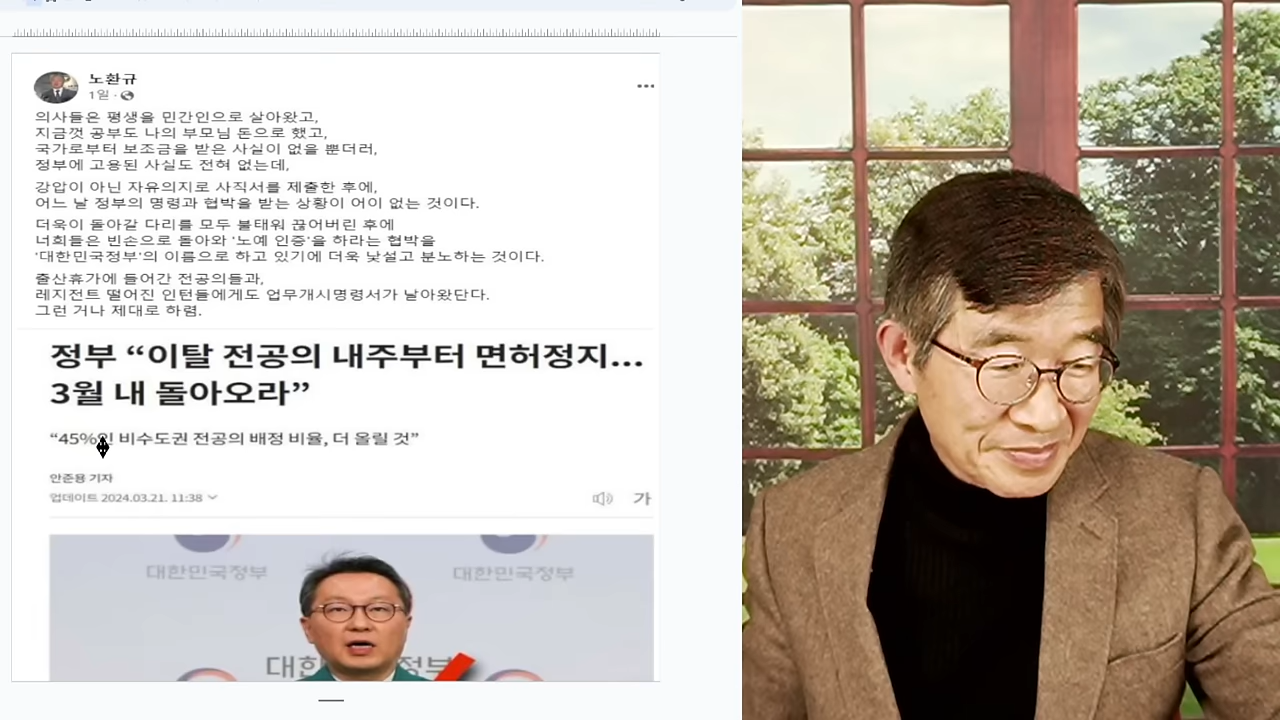 노환규
1일 ·
의사들은 평생을 민간인으로 살아왔고,
지금껏 공부도 나의 부모님 돈으로 했고,
국가로부터 보조금을 받은 사실이 없을 뿐더러,
정부에 고용된 사실도 전혀 없는데,
강압이 아닌 자유의지로 사직서를 제출한 후에,
어느 날 정부의 명령과 협박을 받는 상황이 어이 없는 것이다.
더욱이 돌아갈 다리를 모두 불태워 끊어버린 후에
너희들은 빈손으로 돌아와 '노예 인증'을 하라는 협박을
'대한민국정부'의 이름으로 하고 있기에 더욱 낯설고 분노하는 것이다.
출산휴가에 들어간 전공의들과,
레지전트 떨어진 인턴들에게도 업무개시명령서가 날아왔단다.
그런 거나 제대로 하렴.
정부 “이탈 전공의 내주부터 면허정지...
3월 내 돌아오라”
“45%인 비수도권 전공의 배정 비율, 더 올릴 것”
안준용 기자
업데이트 2024.03.21. 11:38
가
대한민국정부 대한민국정부
대한 정부